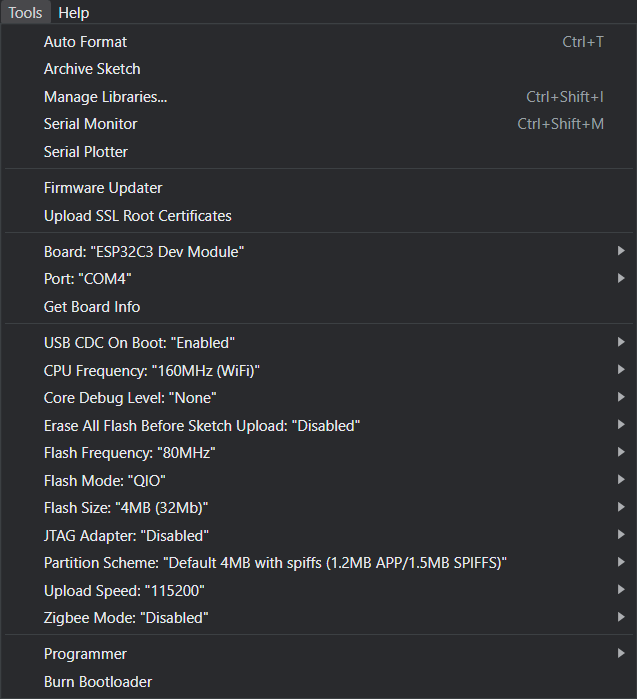 Tools Help
Auto Format Ctrl+T
Archive Sketch
Manage Libraries... Ctrl+Shift+I
Serial Monitor Ctrl+Shift+M
Serial Plotter
Firmware Updater
Upload SSL Root Certificates
Board: "ESP32C3 Dev Module"
Port: "COM4"
Get Board Info
USB CDC On Boot: "Enabled"
CPU Frequency: "160MHz (WiFi)"
Core Debug Level: "None"
Erase All Flash Before Sketch Upload: "Disabled"
Flash Frequency: "80MHz"
Flash Mode: "QIO"
Flash Size: "4MB (32Mb)"
JTAG Adapter: "Disabled"
Partition Scheme: "Default 4MB with spiffs (1.2MB APP/1.5MB SPIFFS)"
Upload Speed: "115200"
Zigbee Mode: "Disabled"
Programmer
Burn Bootloader